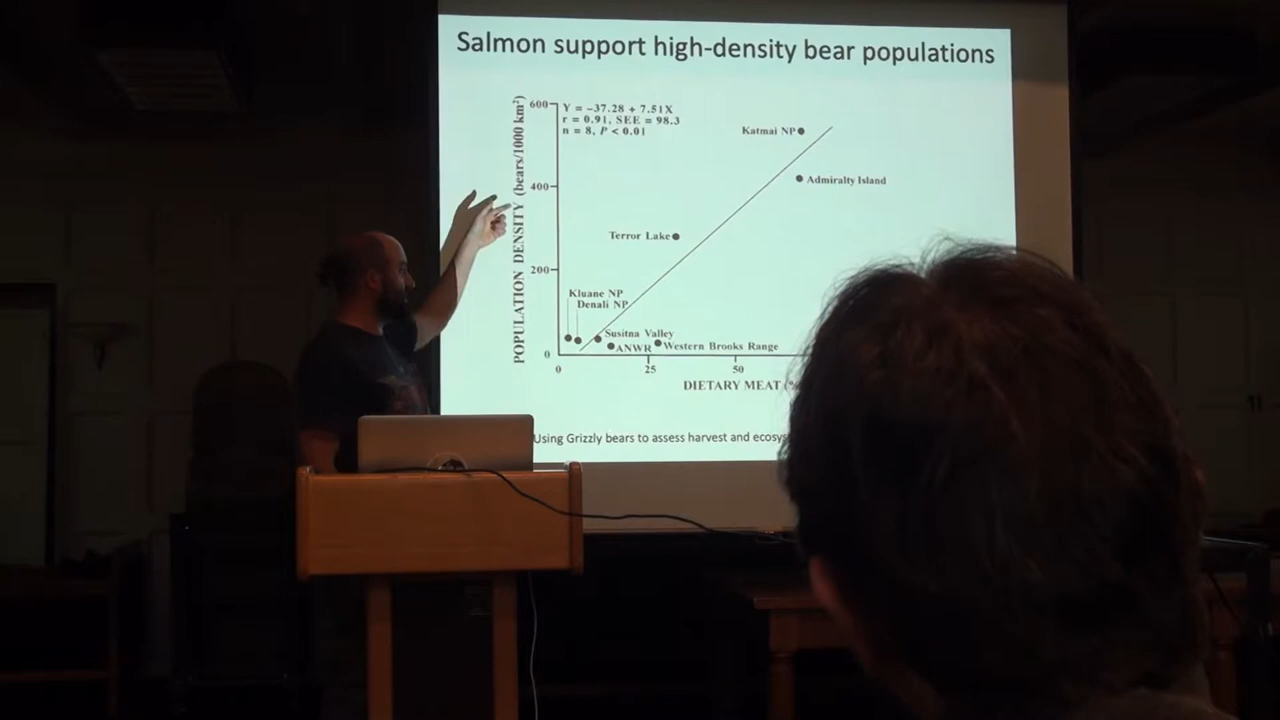 Salmon support high-density bear populations
POPULATION DENSITY (bears/1000 km²)
600
400
200
0
Y = -37.28 + 7.51X
r = 0.91, SEE = 98.3
n = 8, P < 0.01
Katmai NP
Admiralty Island
Terror Lake
Kluane NP
Denali NP
Susitna Valley
ANWR
Western Brooks Range
0
25
50
DIETARY MEAT (%
Using Grizzly bears to assess harvest and